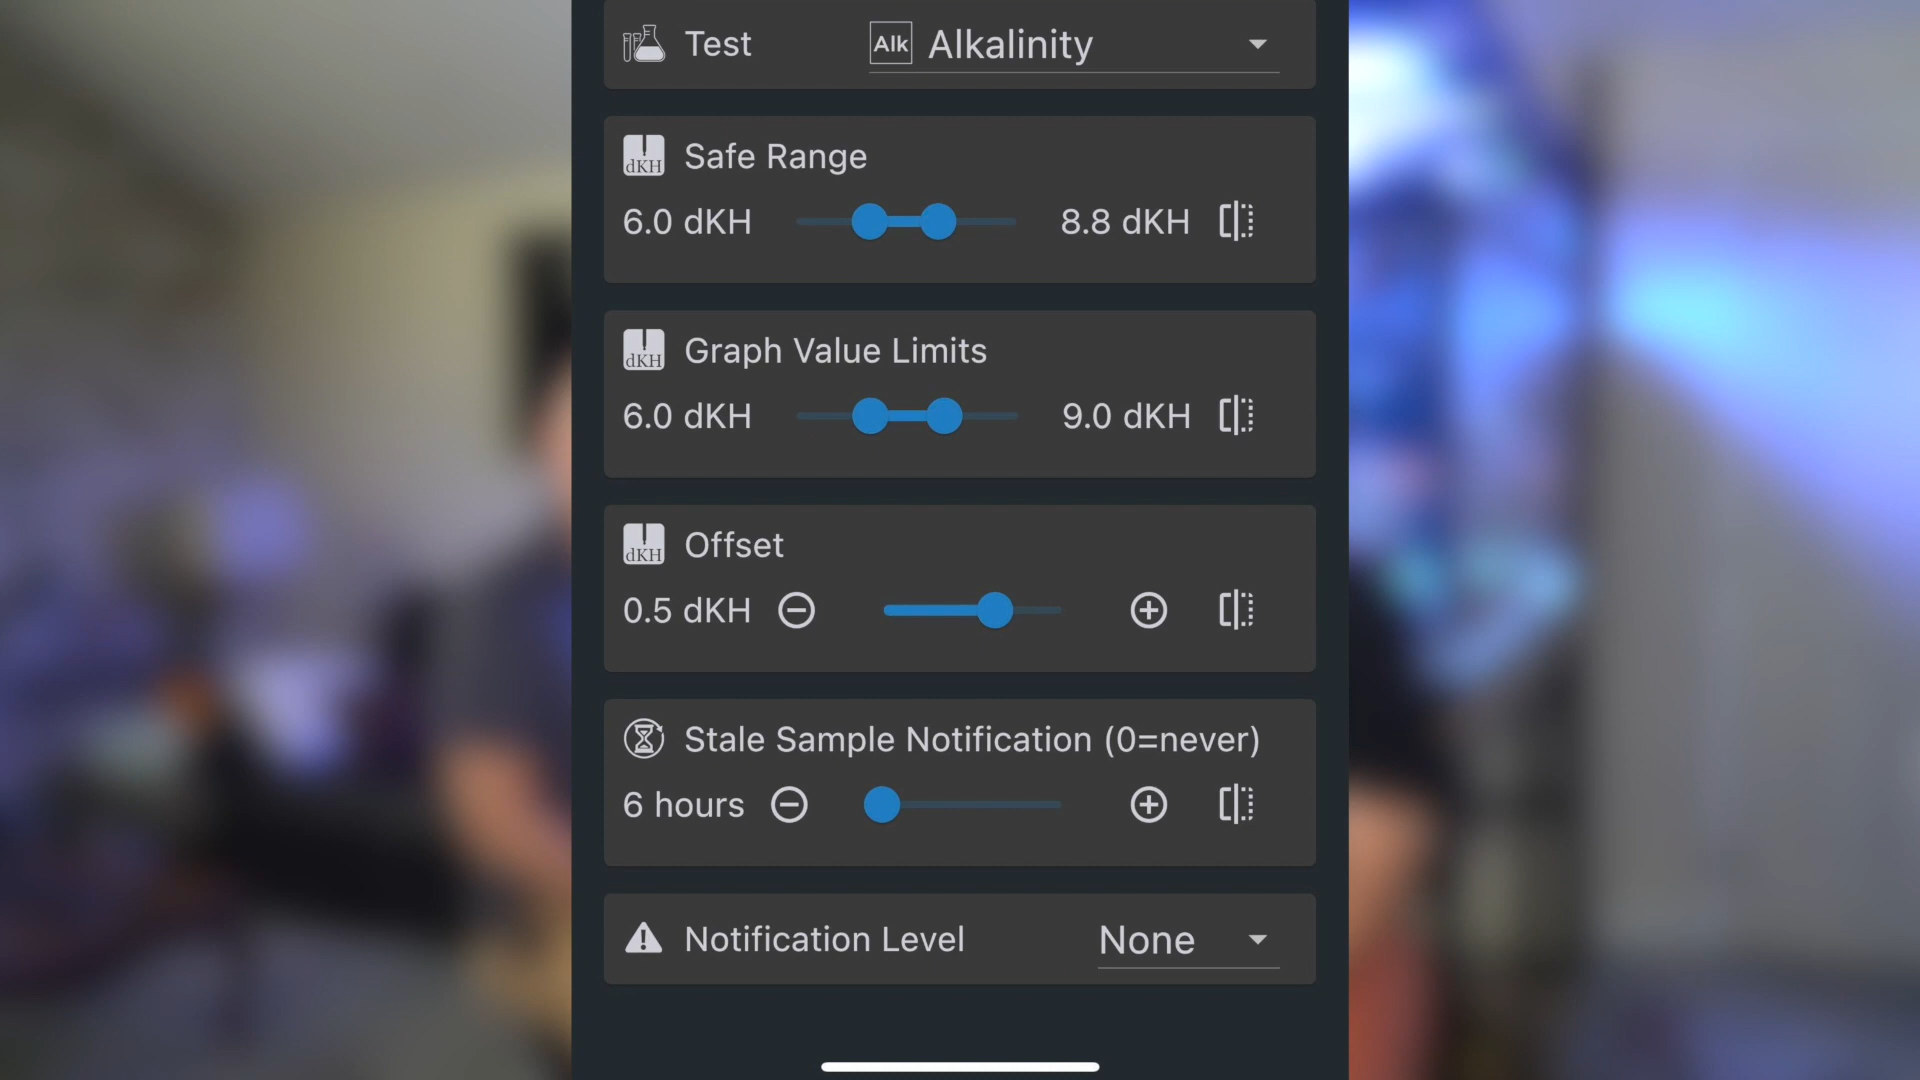 Test
Alk Alkalinity
dKH Safe Range
6.0 dKH 8.8 dKH
dKH Graph Value Limits
6.0 dKH 9.0 dKH
dKH Offset
0.5 dKH
Stale Sample Notification (0=never)
6 hours
Notification Level None